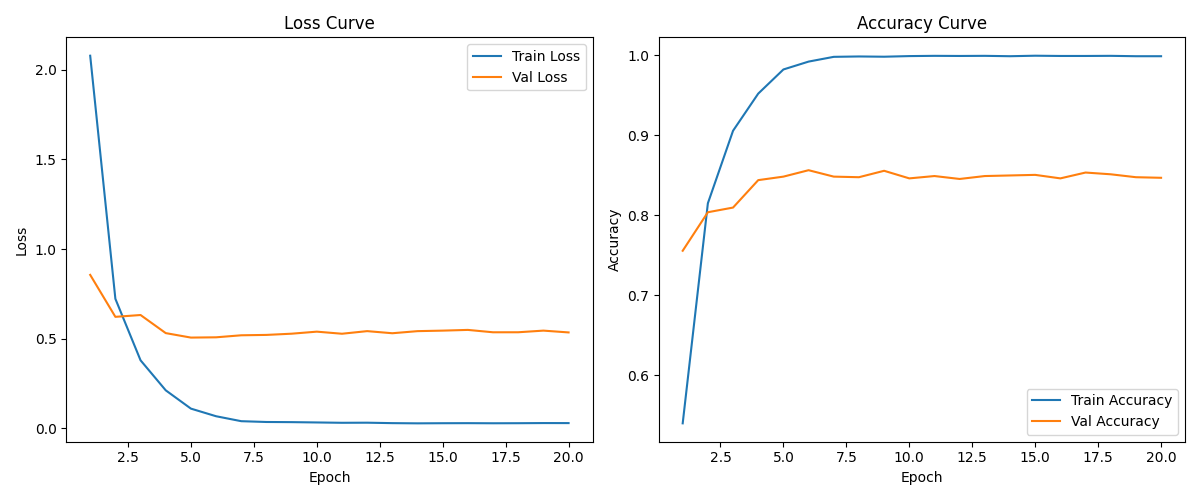 Loss Curve
Train Loss
Val Loss
2.0
1.5
1.0
0.5
0.0
Loss
2.5 5.0 7.5 10.0 12.5 15.0 17.5 20.0
Epoch
Accuracy Curve
1.0
0.9
0.8
0.7
0.6
Accuracy
Train Accuracy
Val Accuracy
2.5 5.0 7.5 10.0 12.5 15.0 17.5 20.0
Epoch